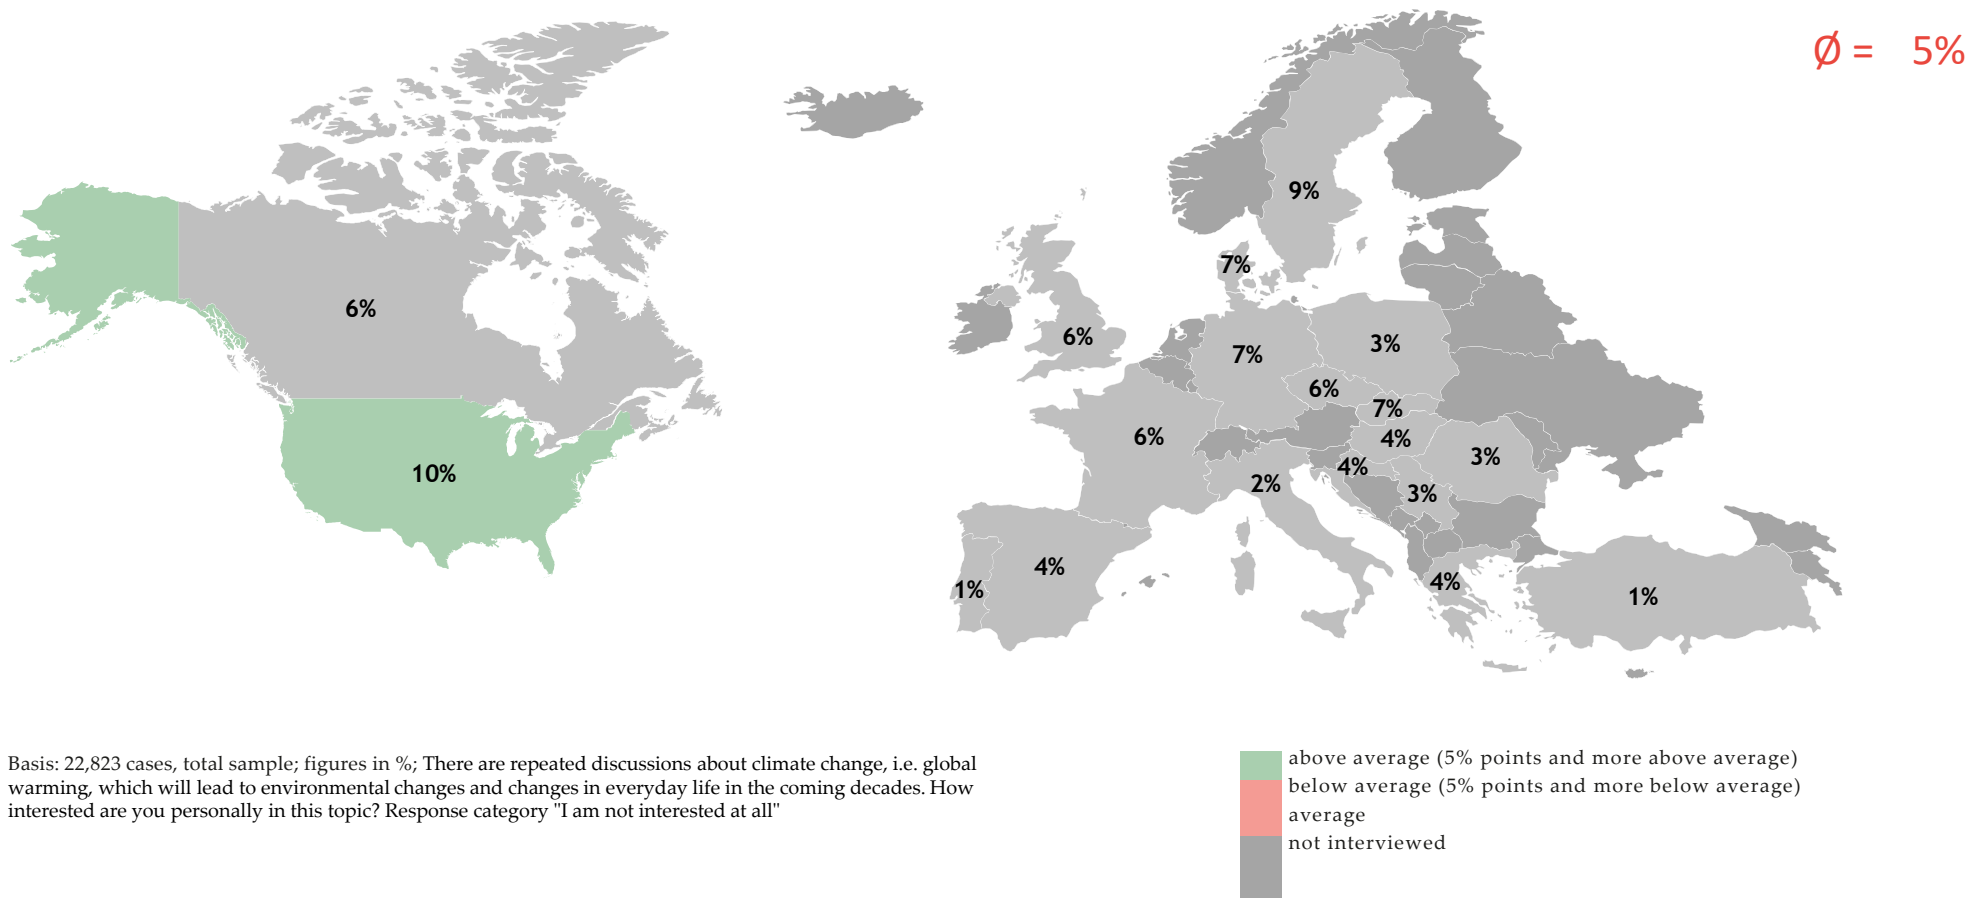 Ø = 5%
9%
7%
6%
6%
7%
3%
6%
7%
6%
4%
3%
10%
4%
2%
3%
4%
1%
4%
1%
Basis: 22,823 cases, total sample; figures in %; There are repeated discussions about climate change, i.e. global
warming, which will lead to environmental changes and changes in everyday life in the coming decades. How
interested are you personally in this topic? Response category "I am not interested at all"
above average (5% points and more above average)
below average (5% points and more below average)
average
not interviewed